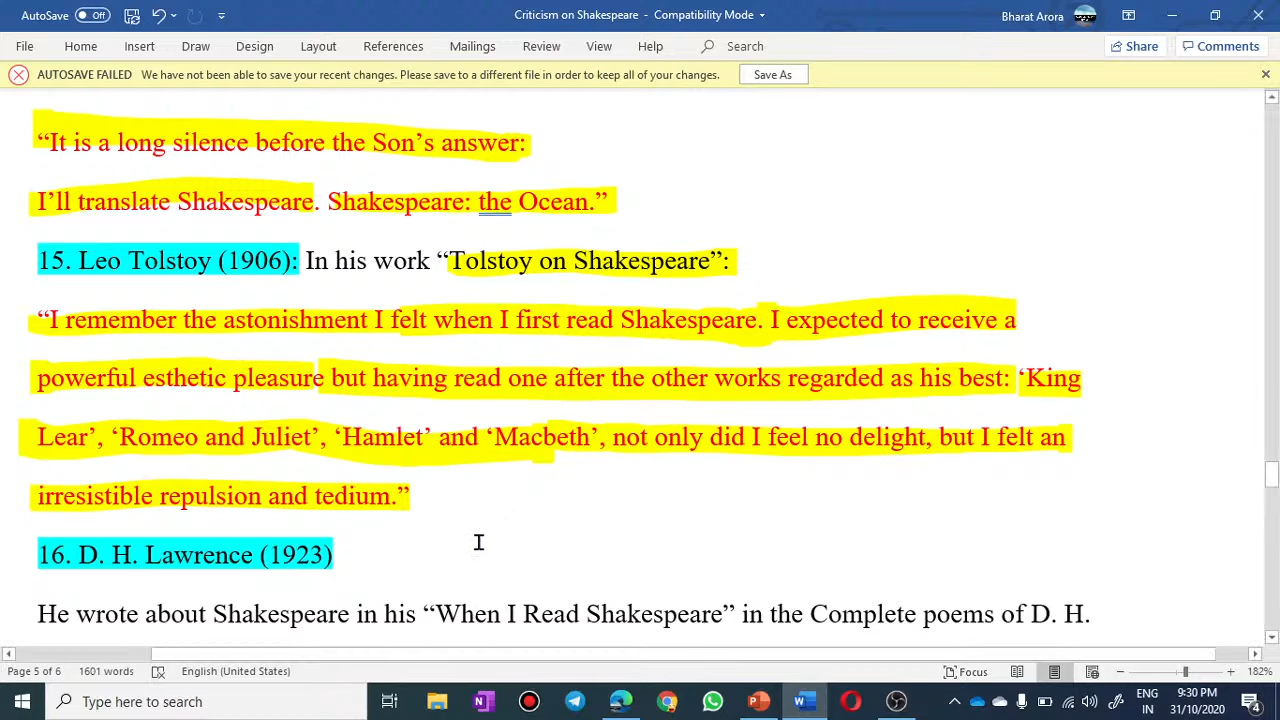 AutoSave Off Criticism on Shakespeare - Compatibility Mode Bharat Arora
File Home Insert Draw Design Layout References Mailings Review View Help Search Share Comments
AUTOSAVE FAILED We have not been able to save your recent changes. Please save to a different file in order to keep all of your changes. Save As
“It is a long silence before the Son’s answer:
I’ll translate Shakespeare. Shakespeare: the Ocean.”
15. Leo Tolstoy (1906): In his work “Tolstoy on Shakespeare”:
“I remember the astonishment I felt when I first read Shakespeare. I expected to receive a
powerful esthetic pleasure but having read one after the other works regarded as his best: ‘King
Lear’, ‘Romeo and Juliet’, ‘Hamlet’ and ‘Macbeth’, not only did I feel no delight, but I felt an
irresistible repulsion and tedium.”
16. D. H. Lawrence (1923)
He wrote about Shakespeare in his “When I Read Shakespeare” in the Complete poems of D. H.
Page 5 of 6 1601 words English (United States) Focus 182%
Type here to search ENG 9:30 PM
IN 31/10/2020 4